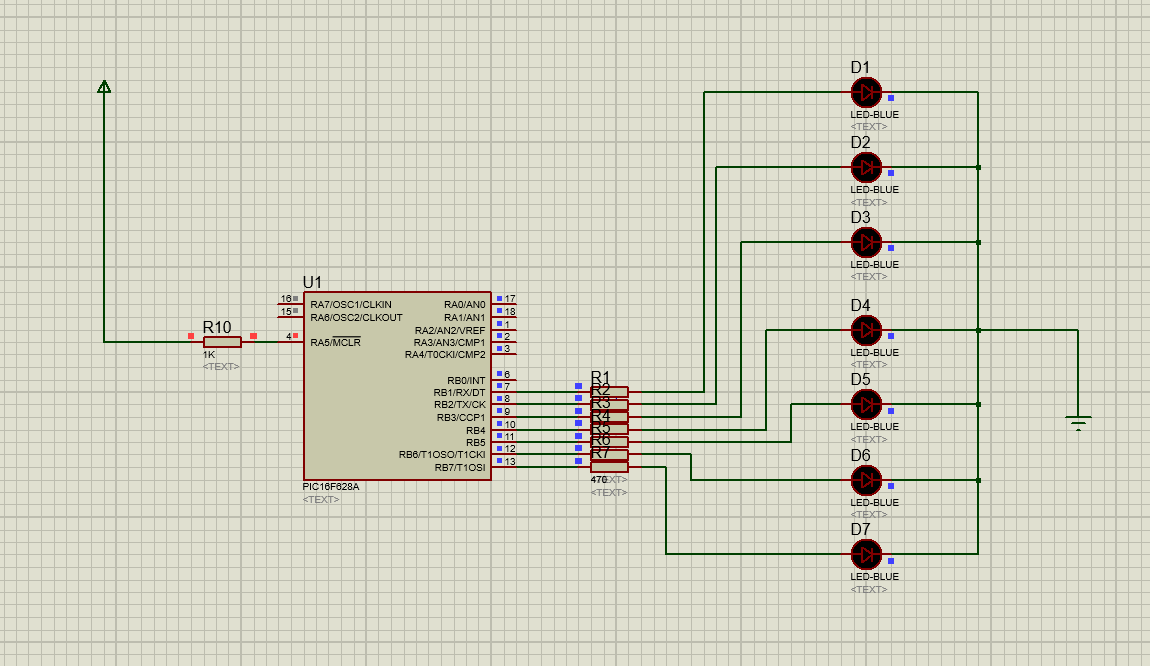 D1
LED-BLUE
<TEXT>
D2
LED-BLUE
<TEXT>
D3
LED-BLUE
<TEXT>
U1
16 RA7/OSC1/CLKIN RA0/AN0 17
15 RA6/OSC2/CLKOUT RA1/AN1 18
RA2/AN2/VREF 1
4 RA5/MCLR RA3/AN3/CMP1 2
RA4/T0CKI/CMP2 3
R10
1K
<TEXT>
RB0/INT 6
RB1/RX/DT 7
RB2/TX/CK 8
RB3/CCP1 9
RB4 10
RB5 11
RB6/T1OSO/T1CKI 12
RB7/T1OSI 13
PIC16F628A
<TEXT>
R1
R2
R3
R4
R5
R6
R7
470
<TEXT>
D4
LED-BLUE
<TEXT>
D5
LED-BLUE
<TEXT>
D6
LED-BLUE
<TEXT>
D7
LED-BLUE
<TEXT>